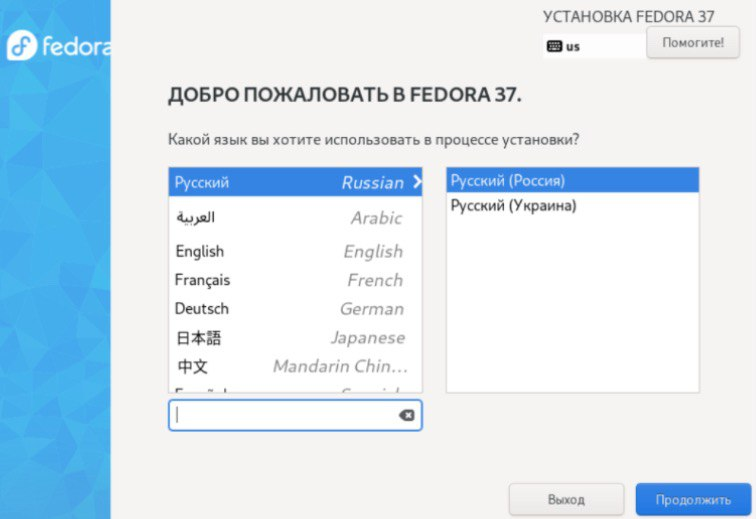 УСТАНОВКА FEDORA 37
fedora
us
Помогите!
ДОБРО ПОЖАЛОВАТЬ В FEDORA 37.
Какой язык вы хотите использовать в процессе установки?
Русский Russian
العربية Arabic
English English
Français French
Deutsch German
日本語 Japanese
中文 Mandarin Chin...
Русский (Россия)
Русский (Украина)
Выход
Продолжить